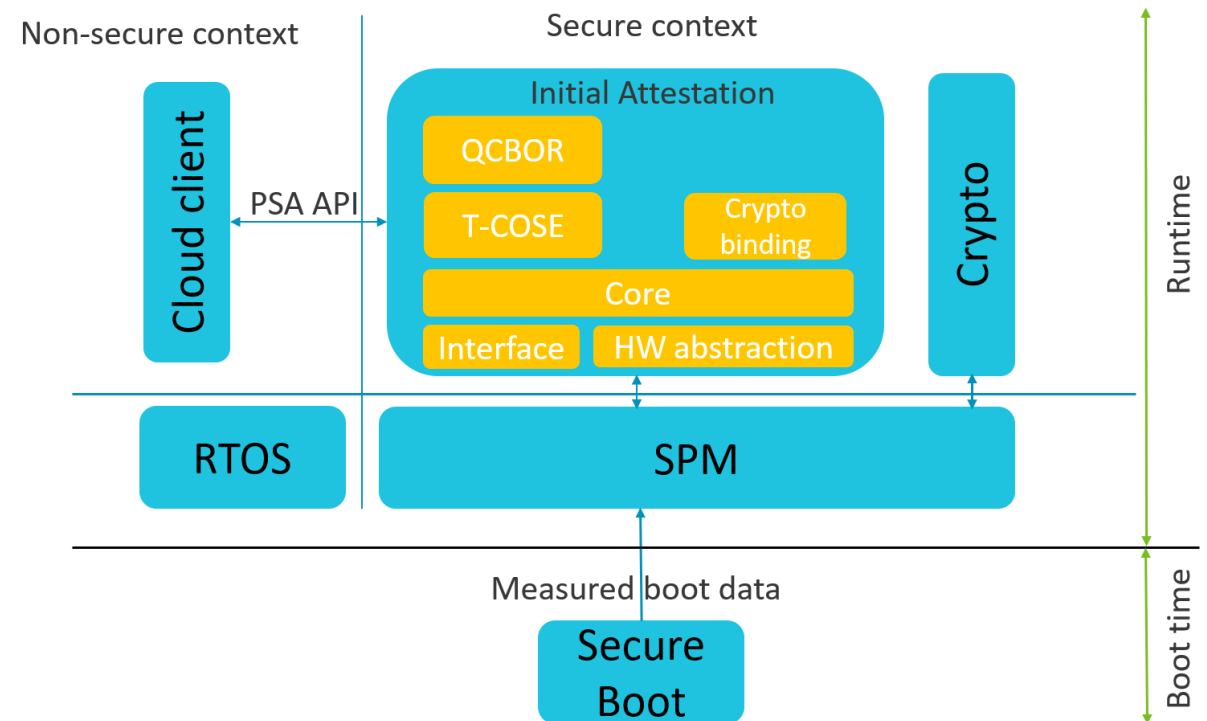 Non-secure context
Secure context
Cloud client
PSA API
Initial Attestation
QCBOR
T-COSE
Crypto
binding
Core
Interface
HW abstraction
Crypto
Runtime
RTOS
SPM
Measured boot data
Secure
Boot
Boot time